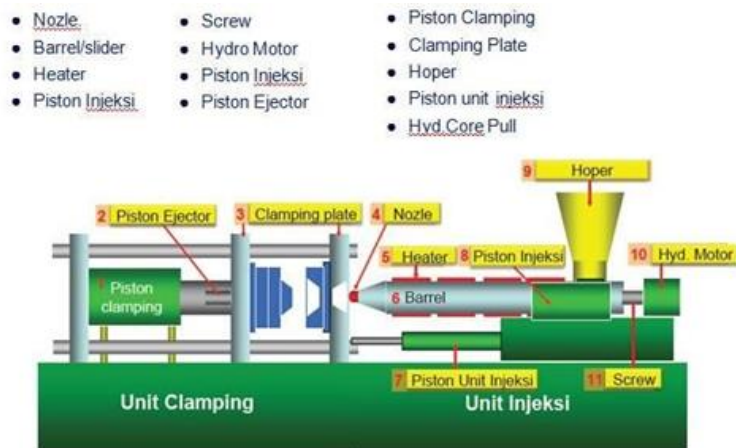 • Nozle.
• Barrel/slider
• Heater
• Piston Injeksi
• Screw
• Hydro Motor
• Piston Injeksi
• Piston Ejector
• Piston Clamping
• Clamping Plate
• Hoper
• Piston unit injeksi
• Hyd.Core Pull
9 Hoper
2 Piston Ejector
3 Clamping plate
4 Nozle
5 Heater
8 Piston Injeksi
10 Hyd. Motor
1 Piston
clamping
6 Barrel
7 Piston Unit Injeksi
11 Screw
Unit Clamping
Unit Injeksi